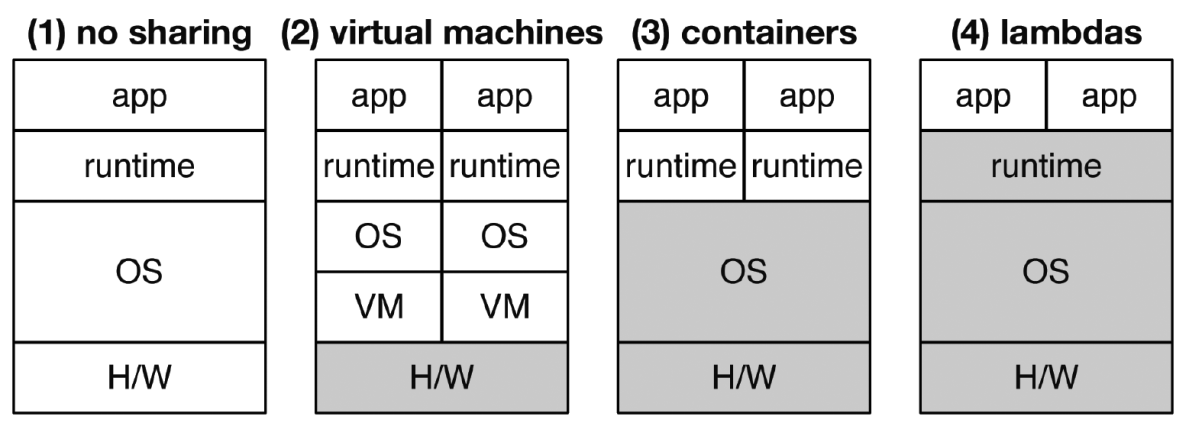 (1) no sharing
app
runtime
OS
H/W
(2) virtual machines
app app
runtime runtime
OS OS
VM VM
H/W
(3) containers
app app
runtime runtime
OS
H/W
(4) lambdas
app app
runtime
OS
H/W